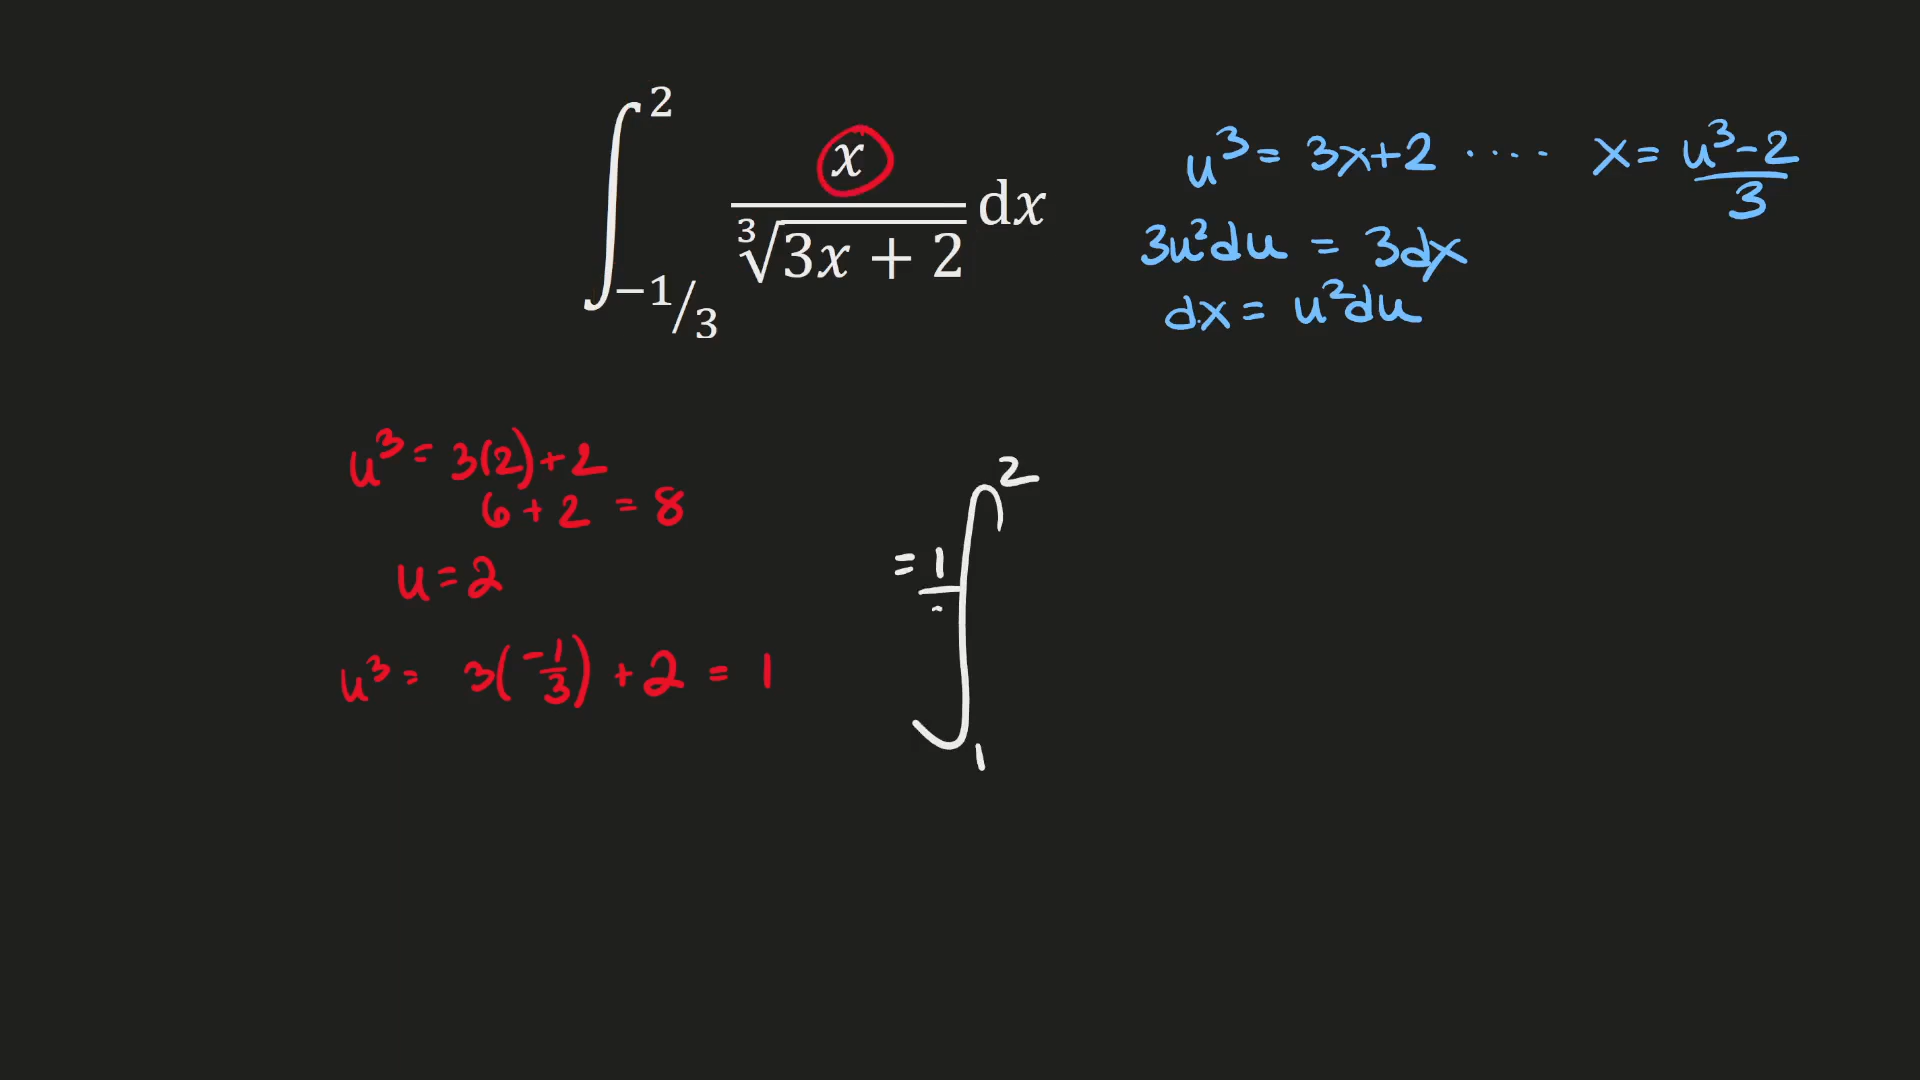 ∫_{-1/3}^{2} x/∛(3x + 2) dx
u³ = 3x+2 ···· x = (u³-2)/3
3u²du = 3dx
dx = u²du
u³ = 3(2)+2
6 + 2 = 8
u = 2
u³ = 3(-1/3) + 2 = 1
= 1/ ∫_{1}^{2}